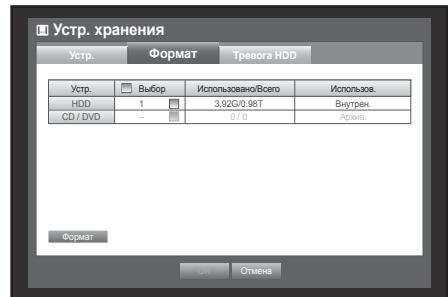 Устр. хранения
Устр. Формат Тревога HDD
Устр. Выбор Использовано/Всего Использов.
HDD 1 3.92G/0.98T Внутрен.
CD / DVD – 0 / 0 Архив.
Формат
OK Отмена